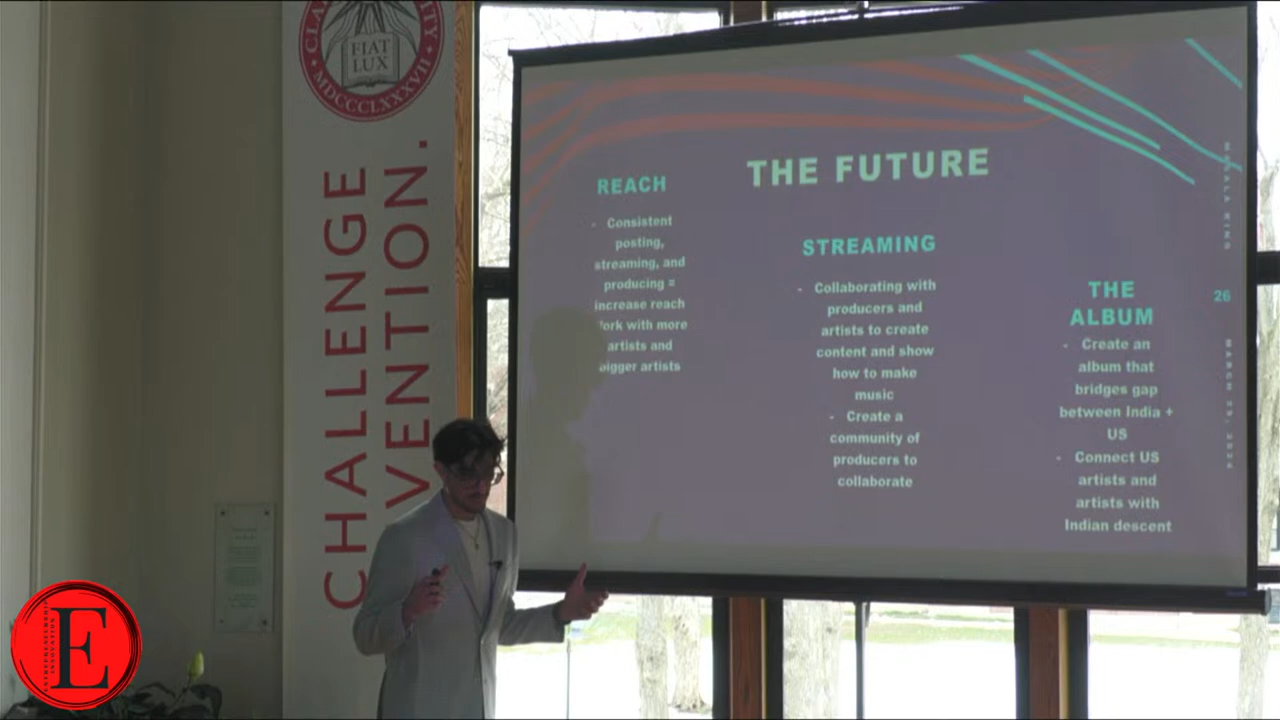 FIAT
LUX
MDCCCLXXXVII
CHALLENGE
VENTION.
THE FUTURE
REACH
- Consistent
posting,
streaming, and
producing =
increase reach
ork with more
artists and
bigger artists
STREAMING
- Collaborating with
producers and
artists to create
content and show
how to make
music
- Create a
community of
producers to
collaborate
THE
ALBUM
- Create an
album that
bridges gap
between India +
US
- Connect US
artists and
artists with
Indian descent
26
E
ENTREPRENEURSHIP
INNOVATION